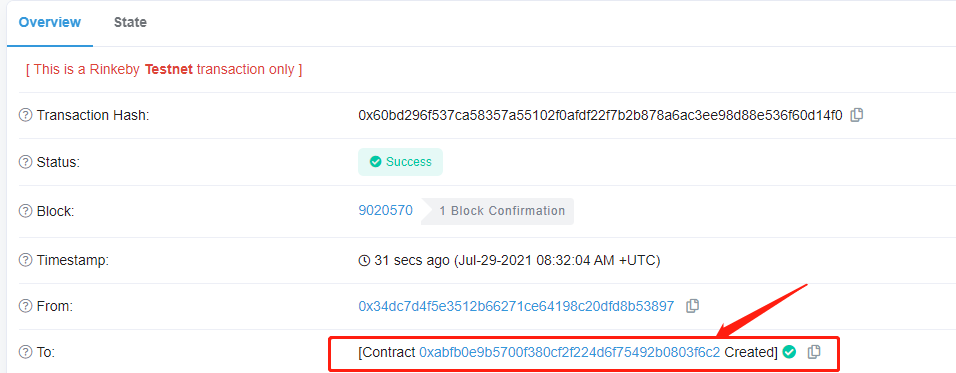 Overview State
[ This is a Rinkeby Testnet transaction only ]
Transaction Hash: 0x60bd296f537ca58357a55102f0afdf22f7b2b878a6ac3ee98d88e536f60d14f0
Status: Success
Block: 9020570 1 Block Confirmation
Timestamp: 31 secs ago (Jul-29-2021 08:32:04 AM +UTC)
From: 0x34dc7d4f5e3512b66271ce64198c20dfd8b53897
To: [Contract 0xabfb0e9b5700f380cf2f224d6f75492b0803f6c2 Created]